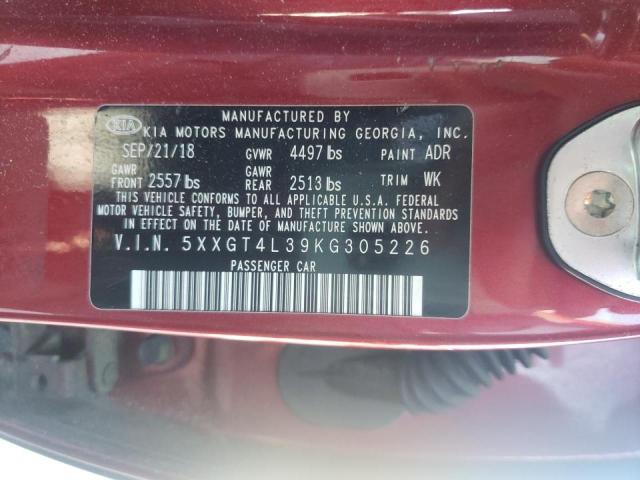 MANUFACTURED BY
KIA KIA MOTORS MANUFACTURING GEORGIA, INC.
SEP/21/18 GVWR 4497 lbs PAINT ADR
GAWR FRONT 2557 lbs GAWR REAR 2513 lbs TRIM WK
THIS VEHICLE CONFORMS TO ALL APPLICABLE U.S.A. FEDERAL
MOTOR VEHICLE SAFETY, BUMPER, AND THEFT PREVENTION STANDARDS
IN EFFECT ON THE DATE OF MANUFACTURE SHOWN ABOVE.
V.I.N. 5XXGT4L39KG305226
PASSENGER CAR